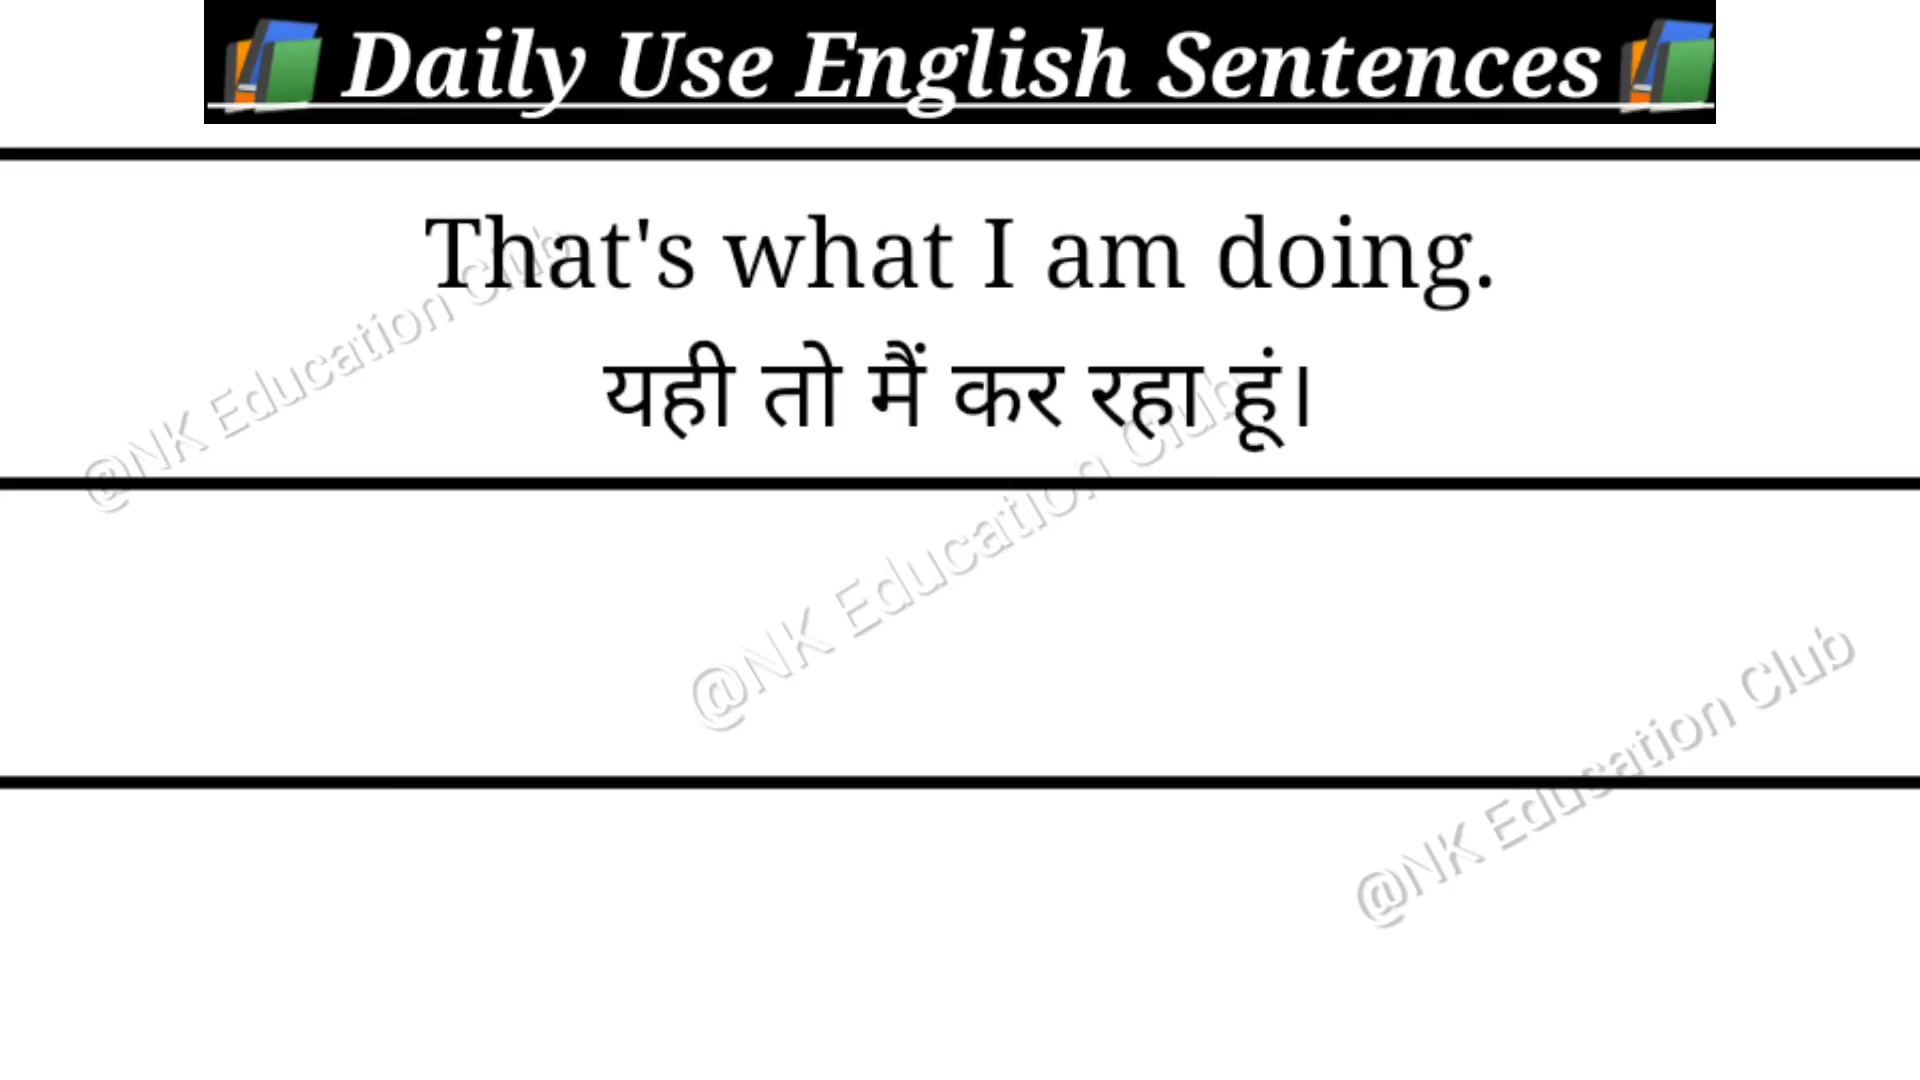 📚 Daily Use English Sentences 📚
That's what I am doing.
यही तो मैं कर रहा हूं।
@NK Education Club
@NK Education Club
@NK Education Club